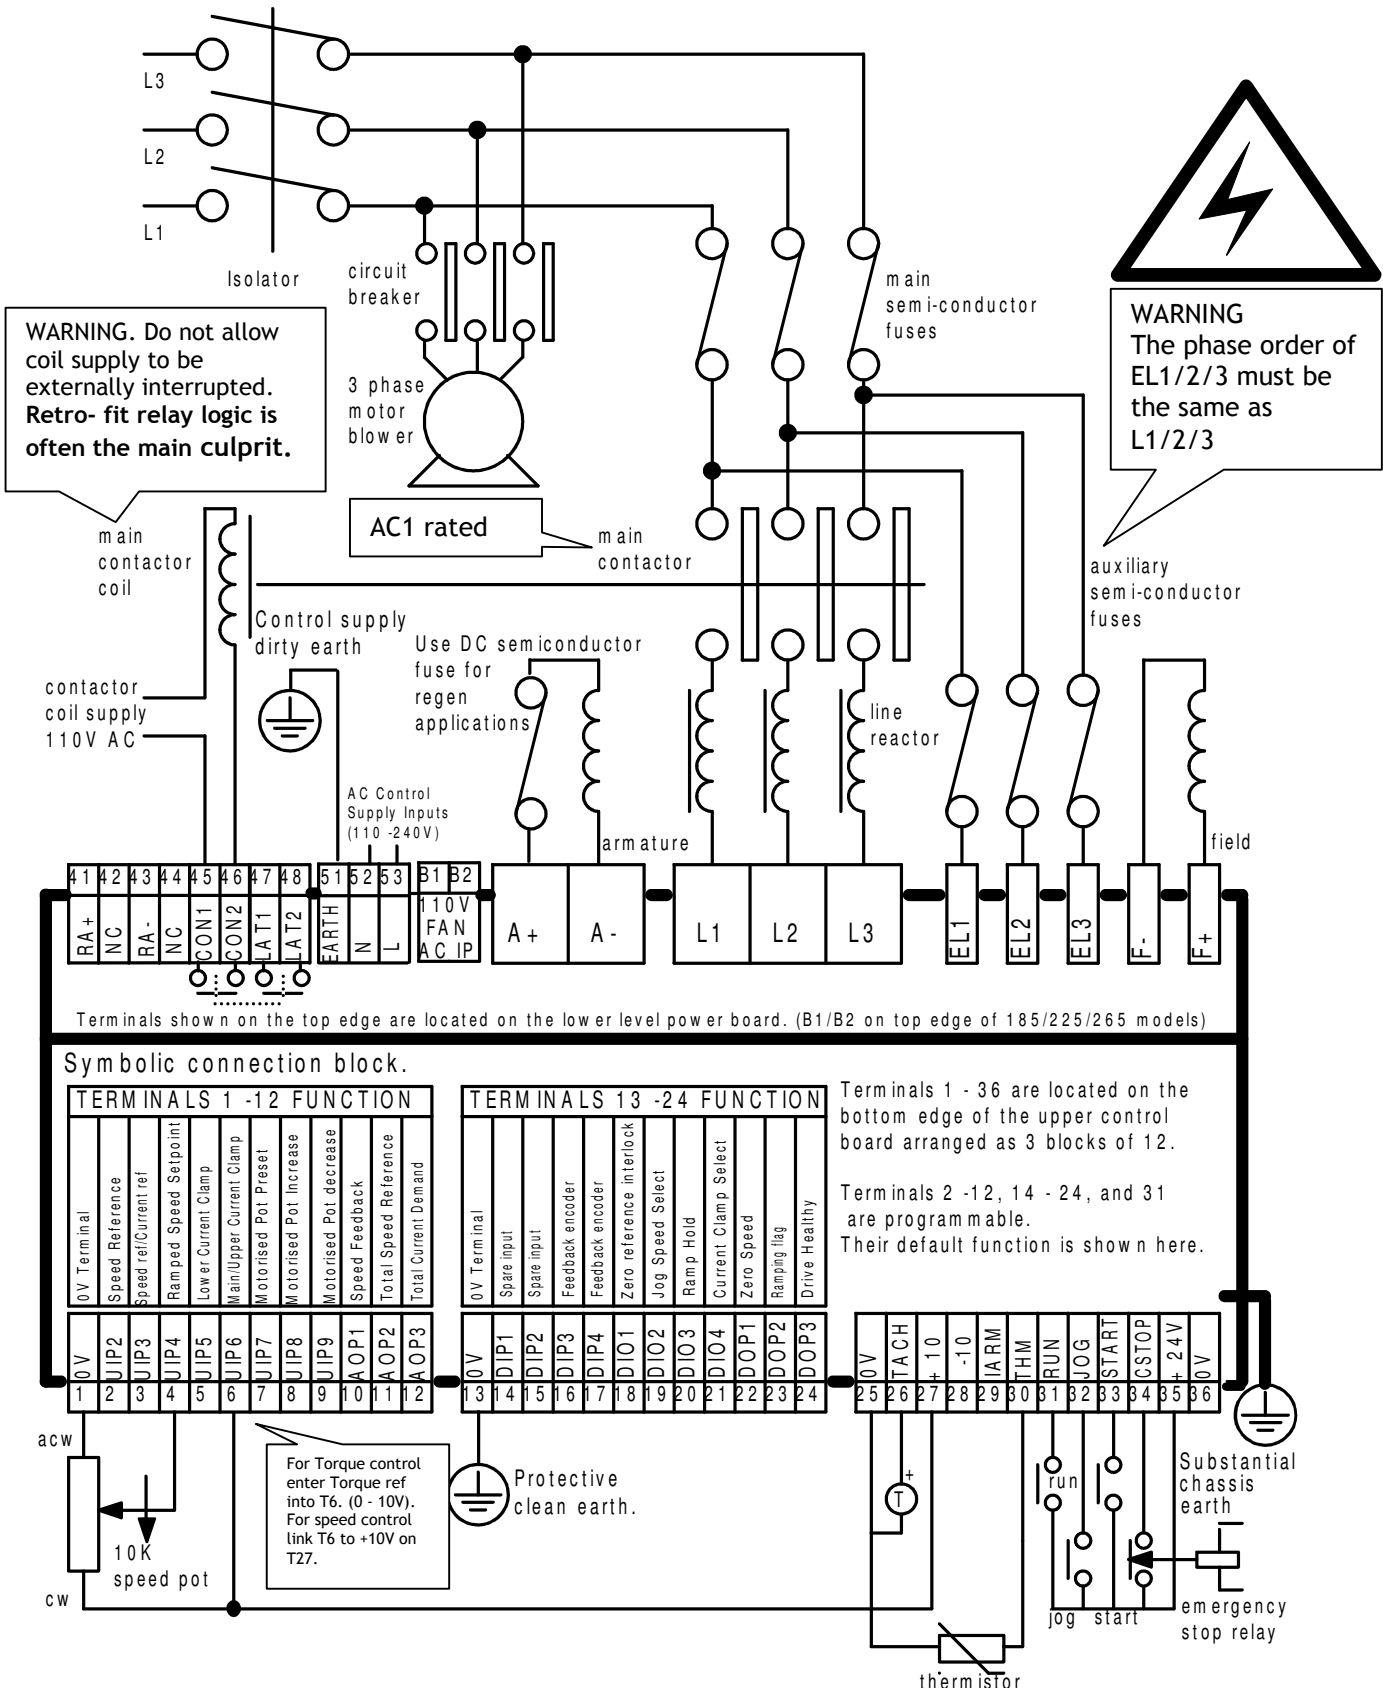 L3
L2
L1
Isolator
circuit
breaker
main
semi-conductor
fuses
WARNING. Do not allow
coil supply to be
externally interrupted.
Retro- fit relay logic is
often the main culprit.
3 phase
motor
blower
WARNING
The phase order of
EL1/2/3 must be
the same as
L1/2/3
AC1 rated
main
contactor
coil
main
contactor
auxiliary
semi-conductor
fuses
Control supply
dirty earth
Use DC semiconductor
fuse for
regen
applications
contactor
coil supply
110V AC
line
reactor
AC Control
Supply Inputs
(110 -240V)
armature
field
41 42 43 44 45 46 47 48 51 52 53 B1 B2
RA+
NC
RA-
NC
CON1
CON2
LAT1
LAT2
EARTH
N
L
110V
FAN
AC IP
A+
A-
L1
L2
L3
EL1
EL2
EL3
F-
F+
Terminals shown on the top edge are located on the lower level power board. (B1/B2 on top edge of 185/225/265 models)
Symbolic connection block.
TERMINALS 1 -12 FUNCTION
0V Terminal
Speed Reference
Speed ref/Current ref
Ramped Speed Setpoint
Lower Current Clamp
Main/Upper Current Clamp
Motorised Pot Preset
Motorised Pot Increase
Motorised Pot decrease
Speed Feedback
Total Speed Reference
Total Current Demand
0V
UIP2
UIP3
UIP4
UIP5
UIP6
UIP7
UIP8
UIP9
AOP1
AOP2
AOP3
1 2 3 4 5 6 7 8 9 10 11 12
TERMINALS 13 -24 FUNCTION
0V Terminal
Spare input
Spare input
Feedback encoder
Feedback encoder
Zero reference interlock
Jog Speed Select
Ramp Hold
Current Clamp Select
Zero Speed
Ramping flag
Drive Healthy
0V
DIP1
DIP2
DIP3
DIP4
DIO1
DIO2
DIO3
DIO4
DOP1
DOP2
DOP3
13 14 15 16 17 18 19 20 21 22 23 24
Terminals 1 - 36 are located on the
bottom edge of the upper control
board arranged as 3 blocks of 12.
Terminals 2 -12, 14 - 24, and 31
are programmable.
Their default function is shown here.
0V
TACH
+10
-10
IARM
THM
RUN
JOG
START
CSTOP
+24V
0V
25 26 27 28 29 30 31 32 33 34 35 36
acw
10K
speed pot
cw
For Torque control
enter Torque ref
into T6. (0 - 10V).
For speed control
link T6 to +10V on
T27.
Protective
clean earth.
+
T
run
Substantial
chassis
earth
jog
start
emergency
stop relay
thermistor